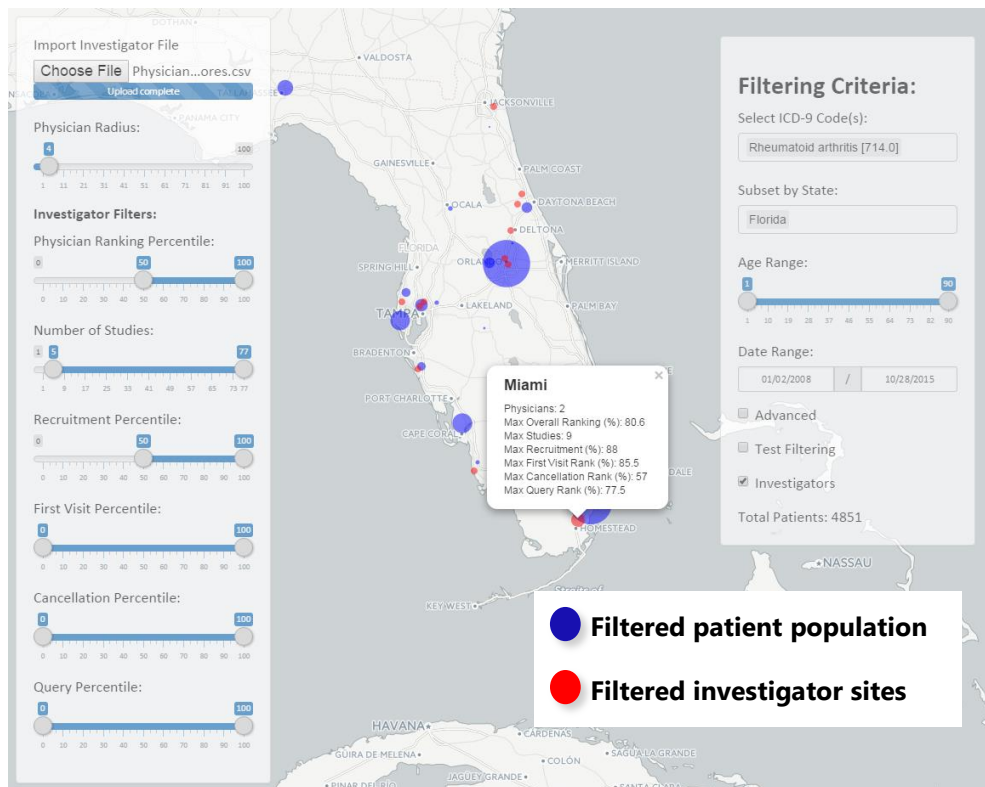 Import Investigator File
Choose File Physician...ores.csv
Upload complete
Physician Radius:
4 100
1 11 21 31 41 51 61 71 81 91 100
Investigator Filters:
Physician Ranking Percentile:
0 50 100
0 10 20 30 40 50 60 70 80 90 100
Number of Studies:
1 5 77
1 9 17 25 33 41 49 57 65 73 77
Recruitment Percentile:
0 50 100
0 10 20 30 40 50 60 70 80 90 100
First Visit Percentile:
0 100
0 10 20 30 40 50 60 70 80 90 100
Cancellation Percentile:
0 100
0 10 20 30 40 50 60 70 80 90 100
Query Percentile:
0 100
0 10 20 30 40 50 60 70 80 90 100
DOTHAN
VALDOSTA
PANAMA CITY
JACKSONVILLE
GAINESVILLE
PALM COAST
OCALA
DAYTONA BEACH
DELTONA
FLORIDA
SPRING HILL
MERRITT ISLAND
LAKELAND
PALM BAY
TAMPA
BRADENTON
PORT CHARLOTTE
CAPE CORAL
HOMESTEAD
KEY WEST
NASSAU
HAVANA
CÁRDENAS
GÜIRA DE MELENA
COLÓN
SAGUA LA GRANDE
JAGUEY GRANDE
PINAR DEL RÍO
SANTA CLARA
Miami
×
Physicians: 2
Max Overall Ranking (%): 80.6
Max Studies: 9
Max Recruitment (%): 88
Max First Visit Rank (%): 85.5
Max Cancellation Rank (%): 57
Max Query Rank (%): 77.5
Filtering Criteria:
Select ICD-9 Code(s):
Rheumatoid arthritis [714.0]
Subset by State:
Florida
Age Range:
1 90
1 10 19 28 37 46 55 64 73 82 90
Date Range:
01/02/2008 / 10/28/2015
Advanced
Test Filtering
Investigators
Total Patients: 4851
Filtered patient population
Filtered investigator sites